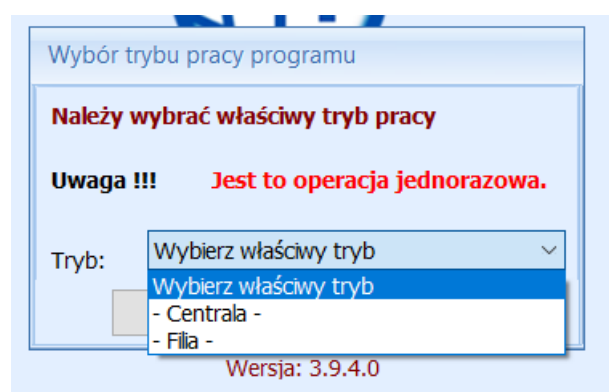 Wybór trybu pracy programu
Należy wybrać właściwy tryb pracy
Uwaga !!! Jest to operacja jednorazowa.
Tryb: Wybierz właściwy tryb
Wybierz właściwy tryb
- Centrala -
- Filia -
Wersja: 3.9.4.0